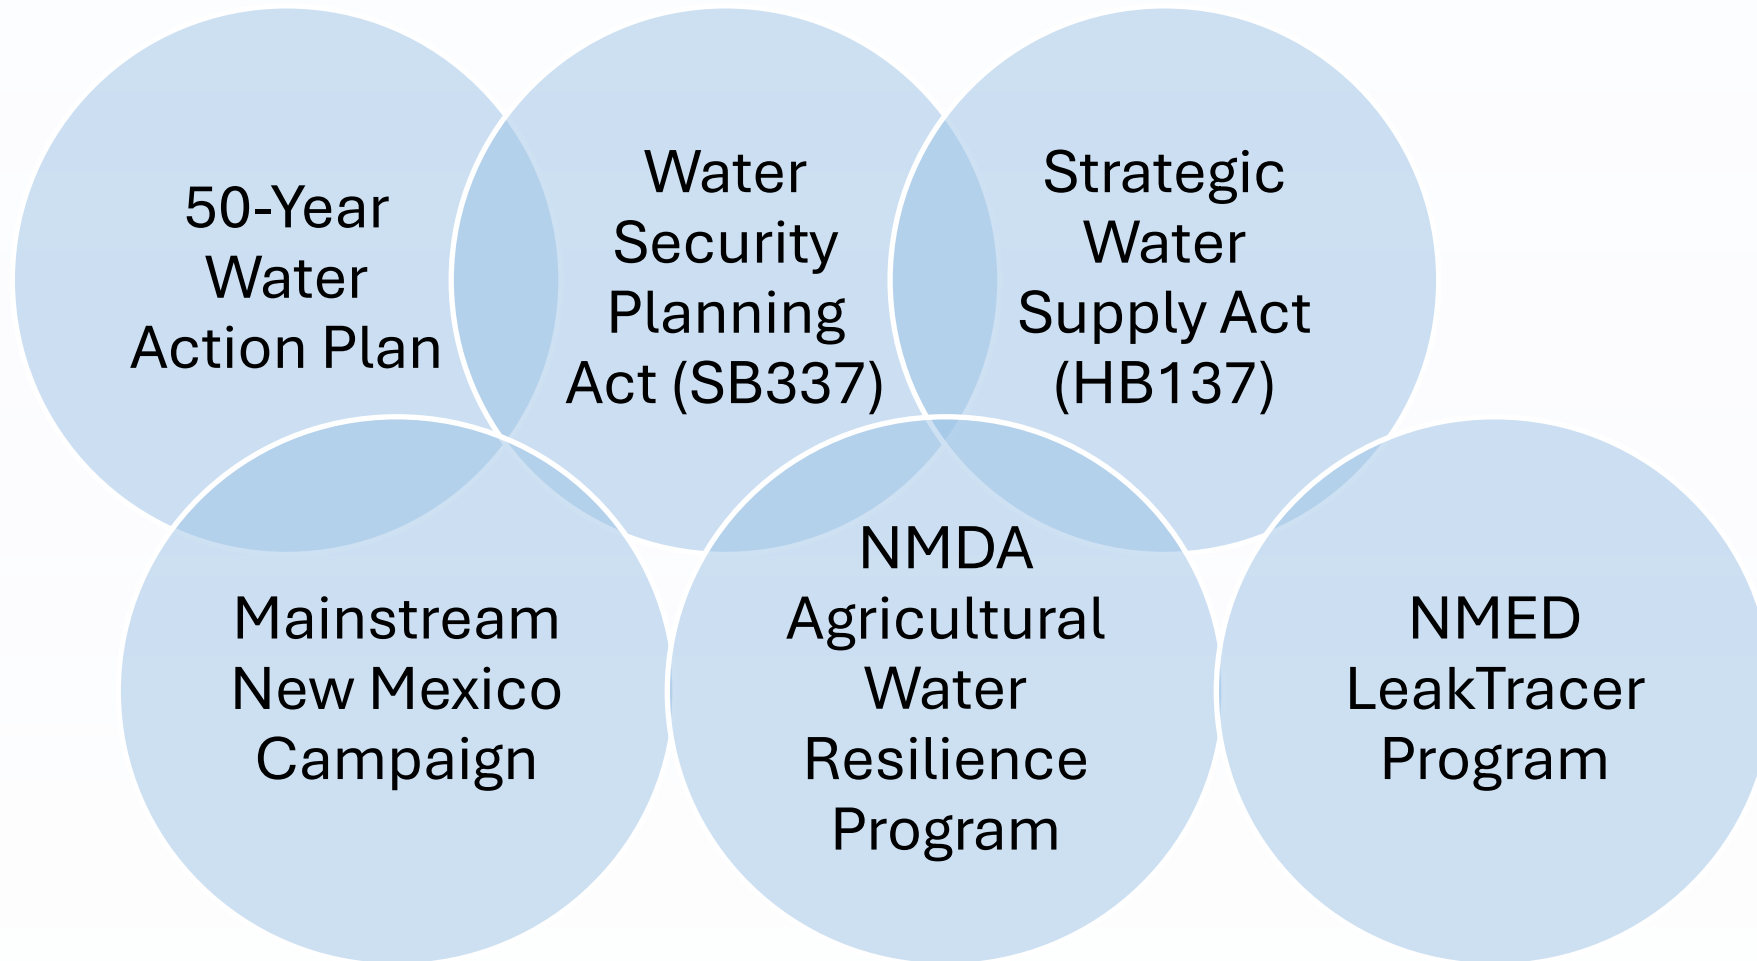 50-Year
Water
Action Plan
Water
Security
Planning
Act (SB337)
Strategic
Water
Supply Act
(HB137)
Mainstream
New Mexico
Campaign
NMDA
Agricultural
Water
Resilience
Program
NMED
LeakTracer
Program